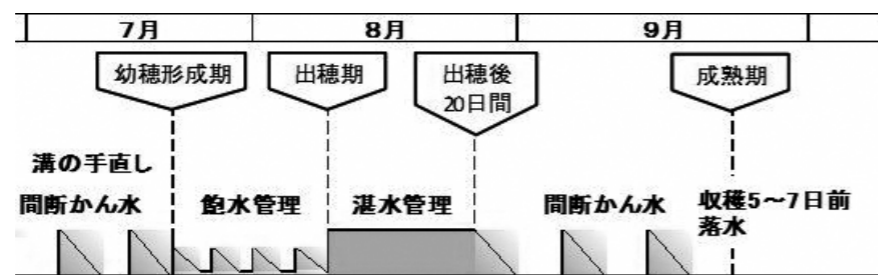 7月 8月 9月
幼穂形成期 出穂期 出穂後 成熟期
20日間
溝の手直し
間断かん水 飽水管理 湛水管理 間断かん水 収穫5〜7日前
落水